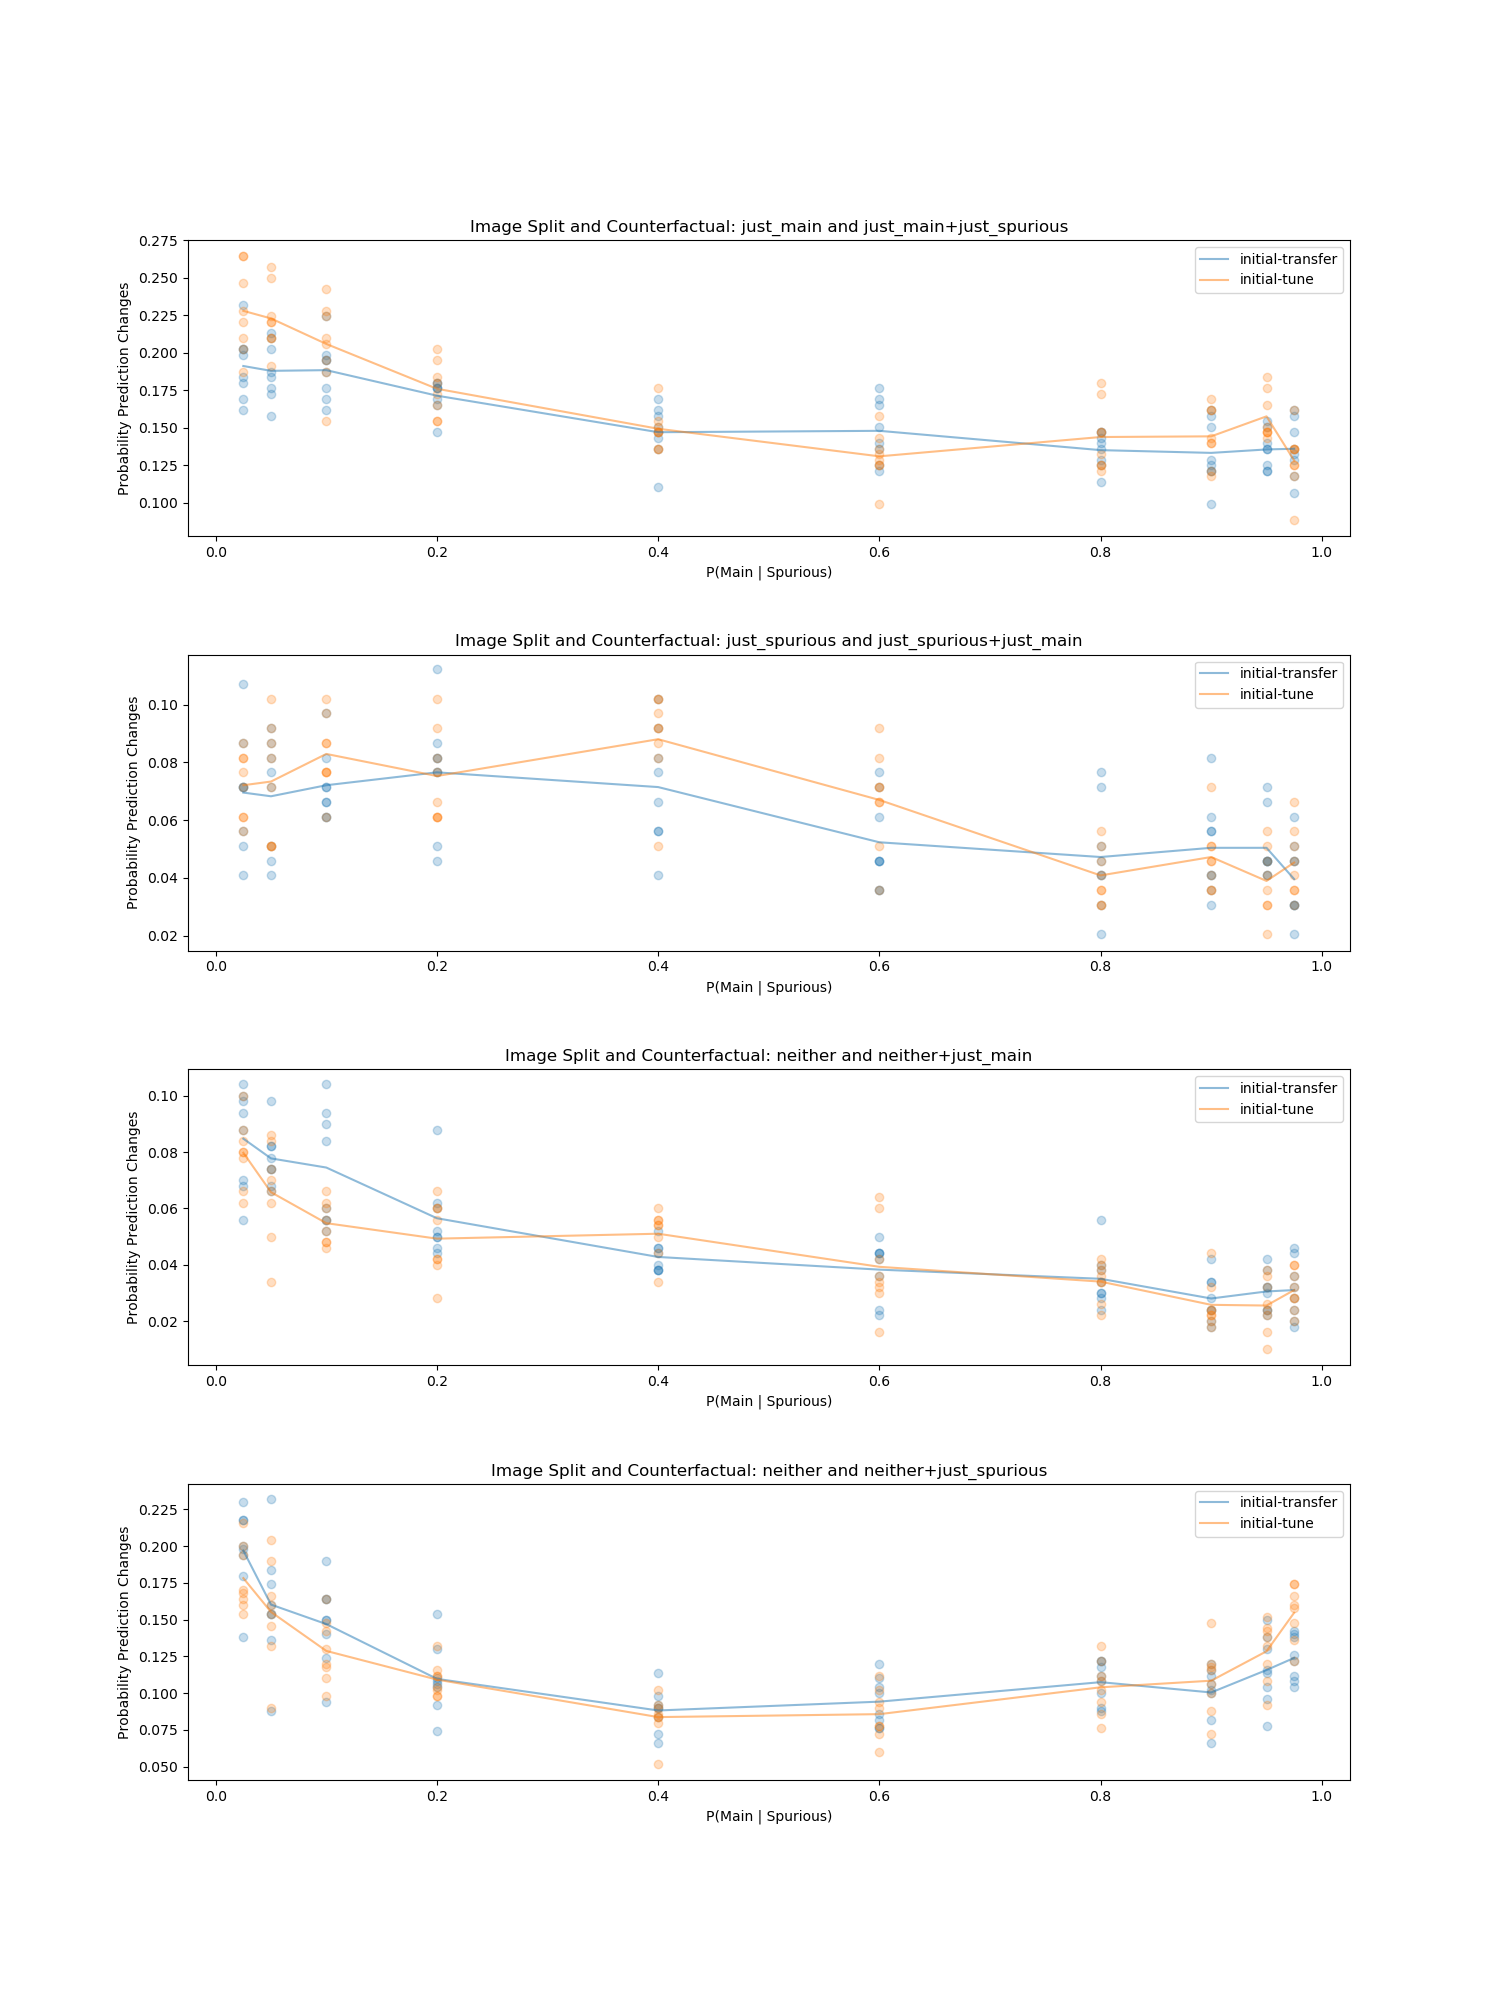 Image Split and Counterfactual: just_main and just_main+just_spurious
0.275
0.250
0.225
0.200
0.175
0.150
0.125
0.100
Probability Prediction Changes
initial-transfer
initial-tune
0.0 0.2 0.4 0.6 0.8 1.0
P(Main | Spurious)
Image Split and Counterfactual: just_spurious and just_spurious+just_main
0.10
0.08
0.06
0.04
0.02
Probability Prediction Changes
initial-transfer
initial-tune
0.0 0.2 0.4 0.6 0.8 1.0
P(Main | Spurious)
Image Split and Counterfactual: neither and neither+just_main
0.10
0.08
0.06
0.04
0.02
Probability Prediction Changes
initial-transfer
initial-tune
0.0 0.2 0.4 0.6 0.8 1.0
P(Main | Spurious)
Image Split and Counterfactual: neither and neither+just_spurious
0.225
0.200
0.175
0.150
0.125
0.100
0.075
0.050
Probability Prediction Changes
initial-transfer
initial-tune
0.0 0.2 0.4 0.6 0.8 1.0
P(Main | Spurious)